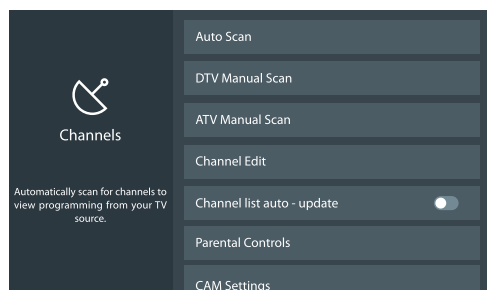 Channels
Automatically scan for channels to
view programming from your TV
source.
Auto Scan
DTV Manual Scan
ATV Manual Scan
Channel Edit
Channel list auto - update
Parental Controls
CAM Settings